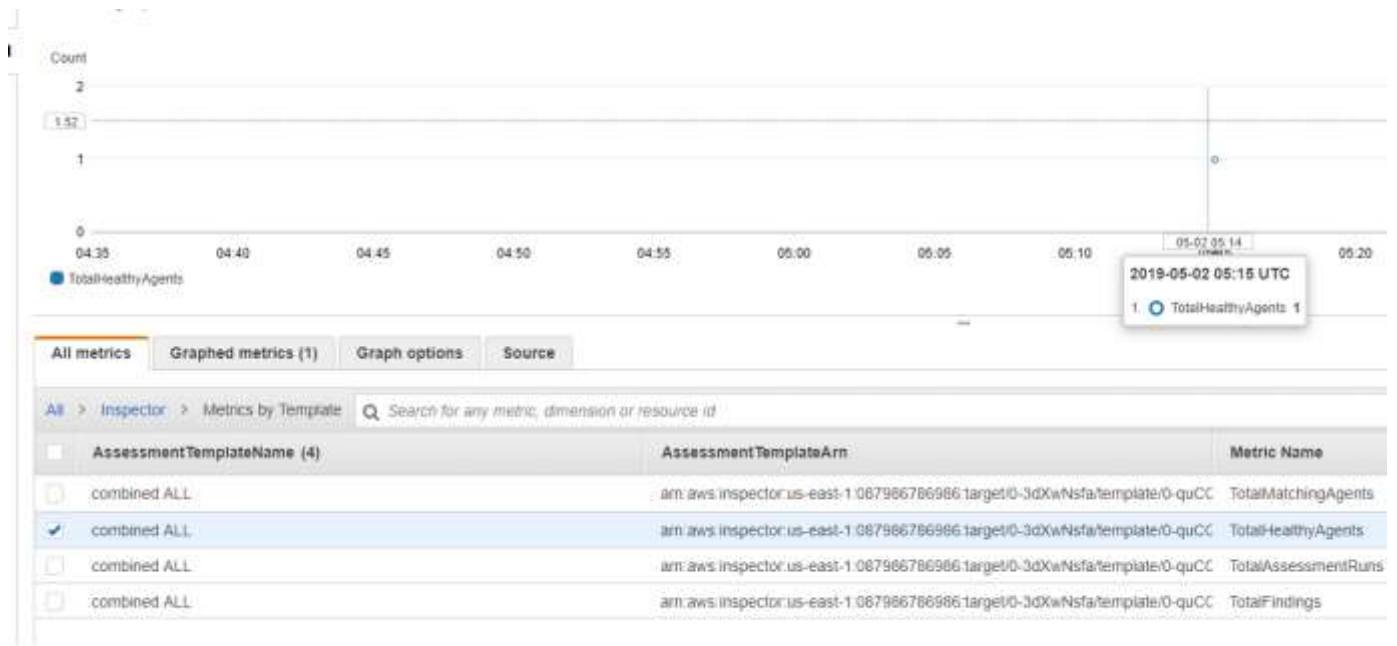 Count
2
1.52
1
0
04:35 04:40 04:45 04:50 04:55 05:00 05:05 05:10 05-02 05:14 05:20
TotalHealthyAgents
2019-05-02 05:15 UTC
1. TotalHealthyAgents 1
All metrics Graphed metrics (1) Graph options Source
All > Inspector > Metrics by Template Search for any metric, dimension or resource id
AssessmentTemplateName (4) AssessmentTemplateArn Metric Name
combined ALL arn:aws:inspector:us-east-1:087986786986:target/0-3dXwNsfa/template/0-quCC TotalMatchingAgents
combined ALL arn:aws:inspector:us-east-1:087986786986:target/0-3dXwNsfa/template/0-quCC TotalHealthyAgents
combined ALL arn:aws:inspector:us-east-1:087986786986:target/0-3dXwNsfa/template/0-quCC TotalAssessmentRuns
combined ALL arn:aws:inspector:us-east-1:087986786986:target/0-3dXwNsfa/template/0-quCC TotalFindings